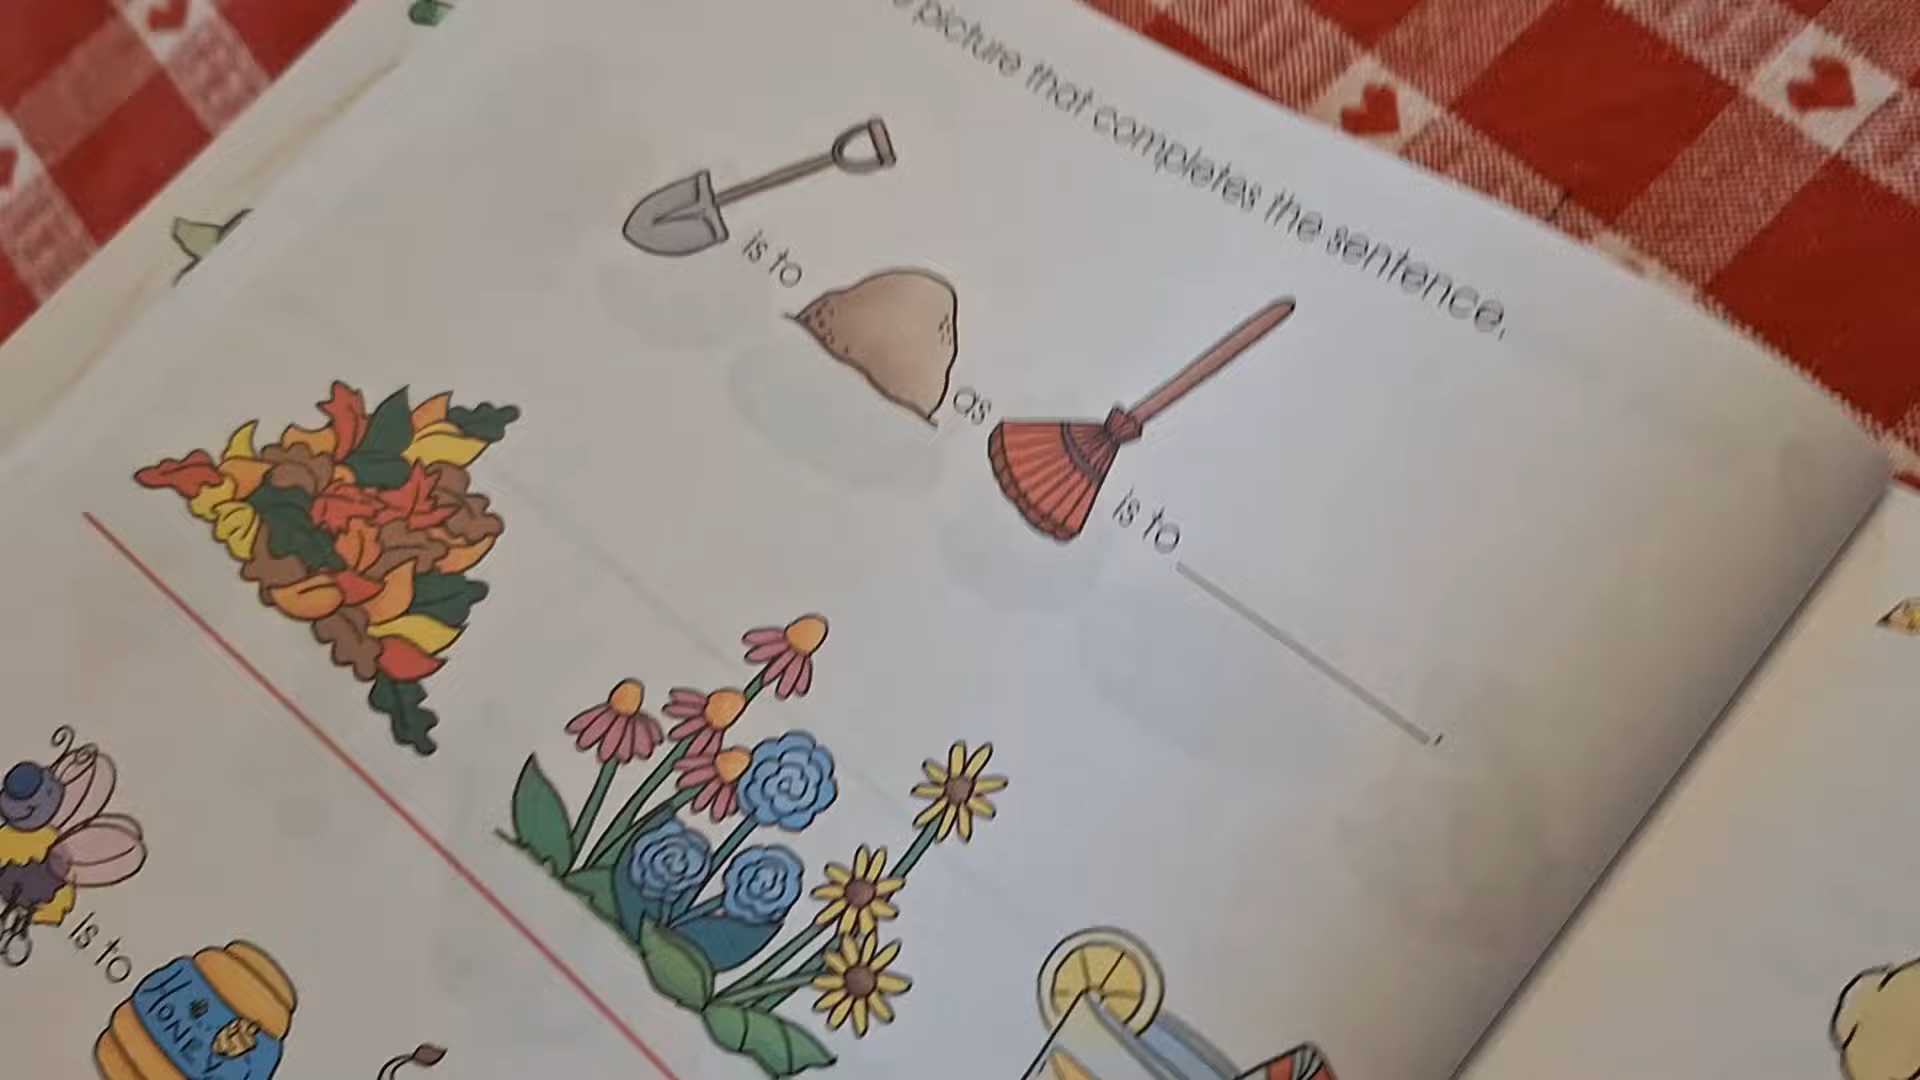 picture that completes the sentence.
is to
as
is to
is to
HONEY